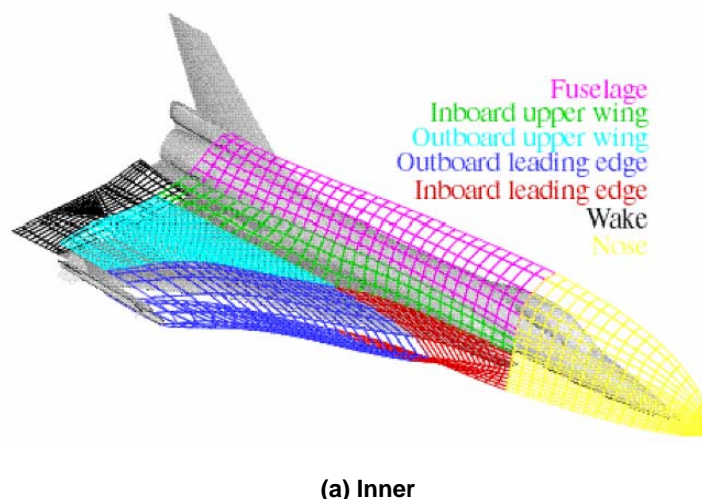 Fuselage
Inboard upper wing
Outboard upper wing
Outboard leading edge
Inboard leading edge
Wake
Nose
(a) Inner